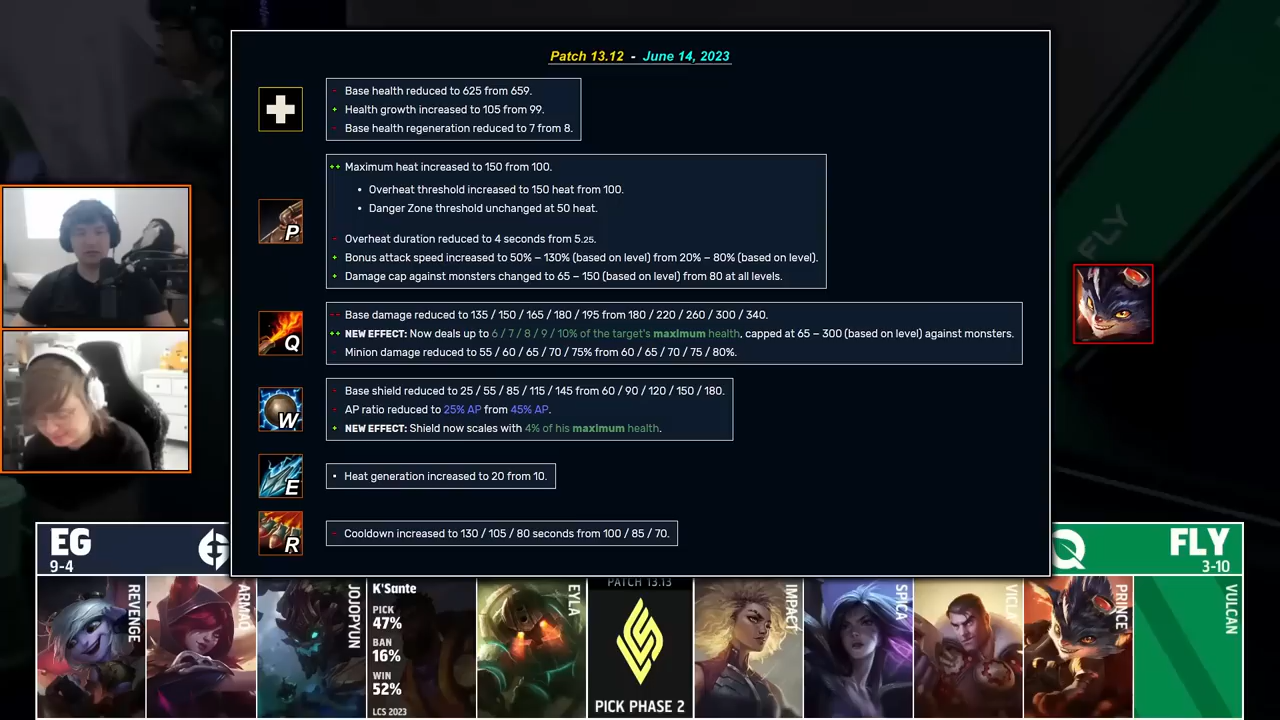 Patch 13.12 - June 14, 2023
- Base health reduced to 625 from 659.
+ Health growth increased to 105 from 99.
- Base health regeneration reduced to 7 from 8.
P
++ Maximum heat increased to 150 from 100.
• Overheat threshold increased to 150 heat from 100.
• Danger Zone threshold unchanged at 50 heat.
- Overheat duration reduced to 4 seconds from 5.25.
+ Bonus attack speed increased to 50% – 130% (based on level) from 20% – 80% (based on level).
+ Damage cap against monsters changed to 65 – 150 (based on level) from 80 at all levels.
Q
-- Base damage reduced to 135 / 150 / 165 / 180 / 195 from 180 / 220 / 260 / 300 / 340.
++ NEW EFFECT: Now deals up to 6 / 7 / 8 / 9 / 10% of the target's maximum health, capped at 65 – 300 (based on level) against monsters.
- Minion damage reduced to 55 / 60 / 65 / 70 / 75% from 60 / 65 / 70 / 75 / 80%.
W
- Base shield reduced to 25 / 55 / 85 / 115 / 145 from 60 / 90 / 120 / 150 / 180.
- AP ratio reduced to 25% AP from 45% AP.
+ NEW EFFECT: Shield now scales with 4% of his maximum health.
E
• Heat generation increased to 20 from 10.
R
- Cooldown increased to 130 / 105 / 80 seconds from 100 / 85 / 70.
FLY
EG
9-4
FLY
3-10
REVENGE
ARMAO
JOJOPYUN
K'Sante
PICK
47%
BAN
16%
WIN
52%
LCS 2023
EYLA
PATCH 13.13
PICK PHASE 2
IMPACT
SPICA
VICLA
PRINCE
VULCAN